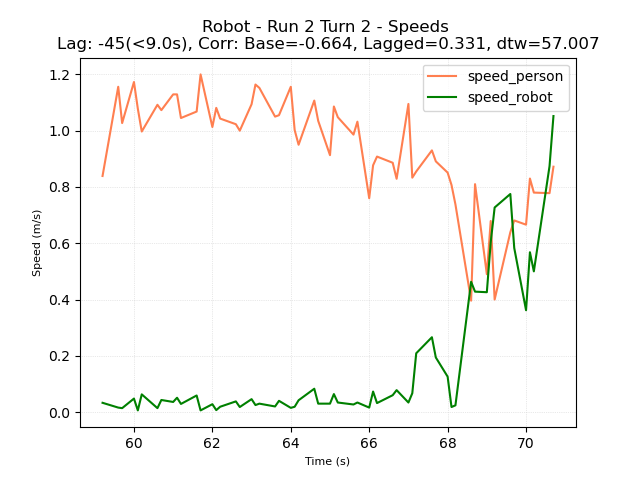 Robot - Run 2 Turn 2 - Speeds
Lag: -45(<9.0s), Corr: Base=-0.664, Lagged=0.331, dtw=57.007
speed_person
speed_robot
1.2
1.0
0.8
0.6
0.4
0.2
0.0
Speed (m/s)
60 62 64 66 68 70
Time (s)